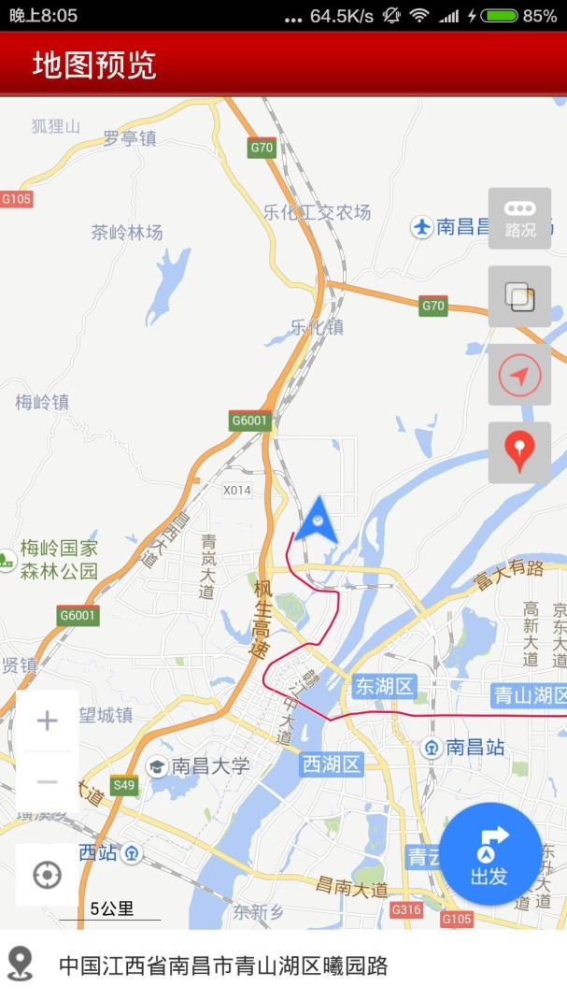 晚上8:05
... 64.5K/s
85%
地图预览
狐狸山
罗亭镇
G70
G105
乐化工交农场
茶岭林场
南昌昌
路况
G70
乐化镇
梅岭镇
G6001
X014
昌西大道
青岚大道
梅岭国家
森林公园
枫生高速
富大有路
高新大道
京东大道
G6001
贤镇
赣江中大道
东湖区
青山湖区
望城镇
南昌站
南昌大学
西湖区
S49
大道
西站
青云
出发
东升大道
昌南大道
5公里
东新乡
G316
G105
中国江西省南昌市青山湖区曦园路